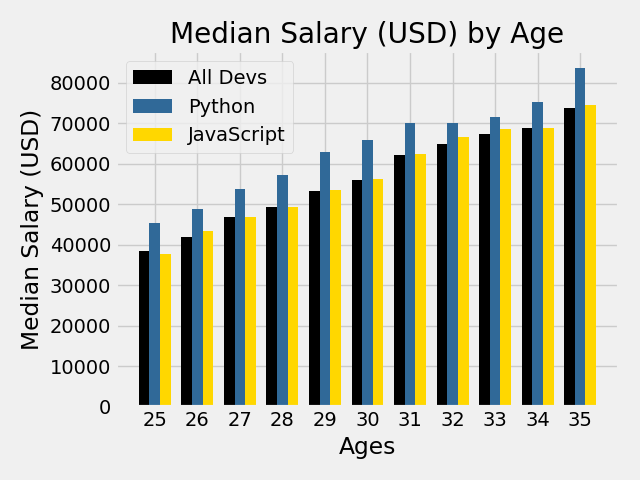 Median Salary (USD) by Age
All Devs
Python
JavaScript
Median Salary (USD)
80000
70000
60000
50000
40000
30000
20000
10000
0
25 26 27 28 29 30 31 32 33 34 35
Ages